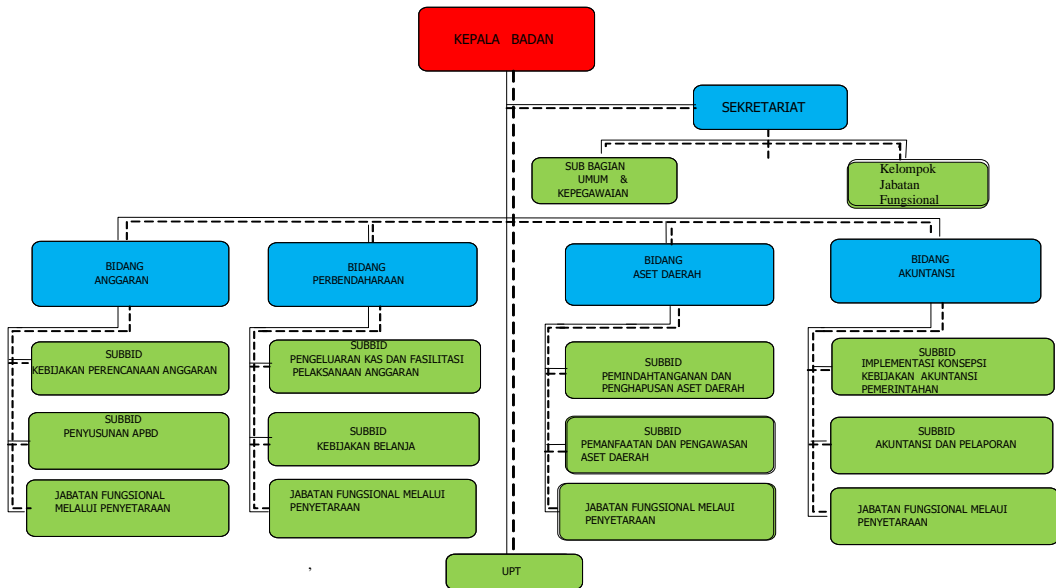 KEPALA BADAN
SEKRETARIAT
SUB BAGIAN
UMUM &
KEPEGAWAIAN
Kelompok
Jabatan
Fungsional
BIDANG
ANGGARAN
BIDANG
PERBENDAHARAAN
BIDANG
ASET DAERAH
BIDANG
AKUNTANSI
SUBBID
KEBIJAKAN PERENCANAAN ANGGARAN
SUBBID
PENGELUARAN KAS DAN FASILITASI
PELAKSANAAN ANGGARAN
SUBBID
PEMINDAHTANGANAN DAN
PENGHAPUSAN ASET DAERAH
SUBBID
IMPLEMENTASI KONSEPSI
KEBIJAKAN AKUNTANSI
PEMERINTAHAN
SUBBID
PENYUSUNAN APBD
SUBBID
KEBIJAKAN BELANJA
SUBBID
PEMANFAATAN DAN PENGAWASAN
ASET DAERAH
SUBBID
AKUNTANSI DAN PELAPORAN
JABATAN FUNGSIONAL
MELALUI PENYETARAAN
JABATAN FUNGSIONAL MELALUI
PENYETARAAN
JABATAN FUNGSIONAL MELAUI
PENYETARAAN
JABATAN FUNGSIONAL MELAUI
PENYETARAAN
,
UPT